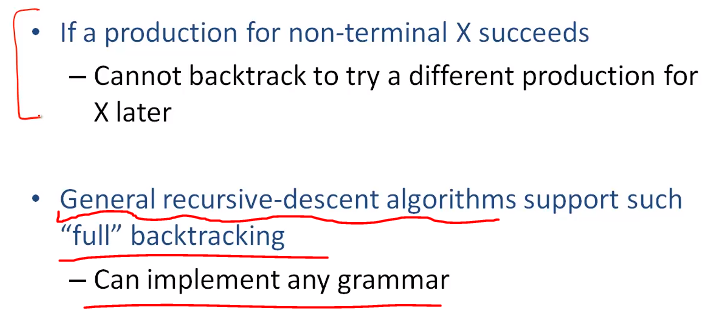 • If a production for non-terminal X succeeds
– Cannot backtrack to try a different production for
X later
• General recursive-descent algorithms support such
“full” backtracking
– Can implement any grammar